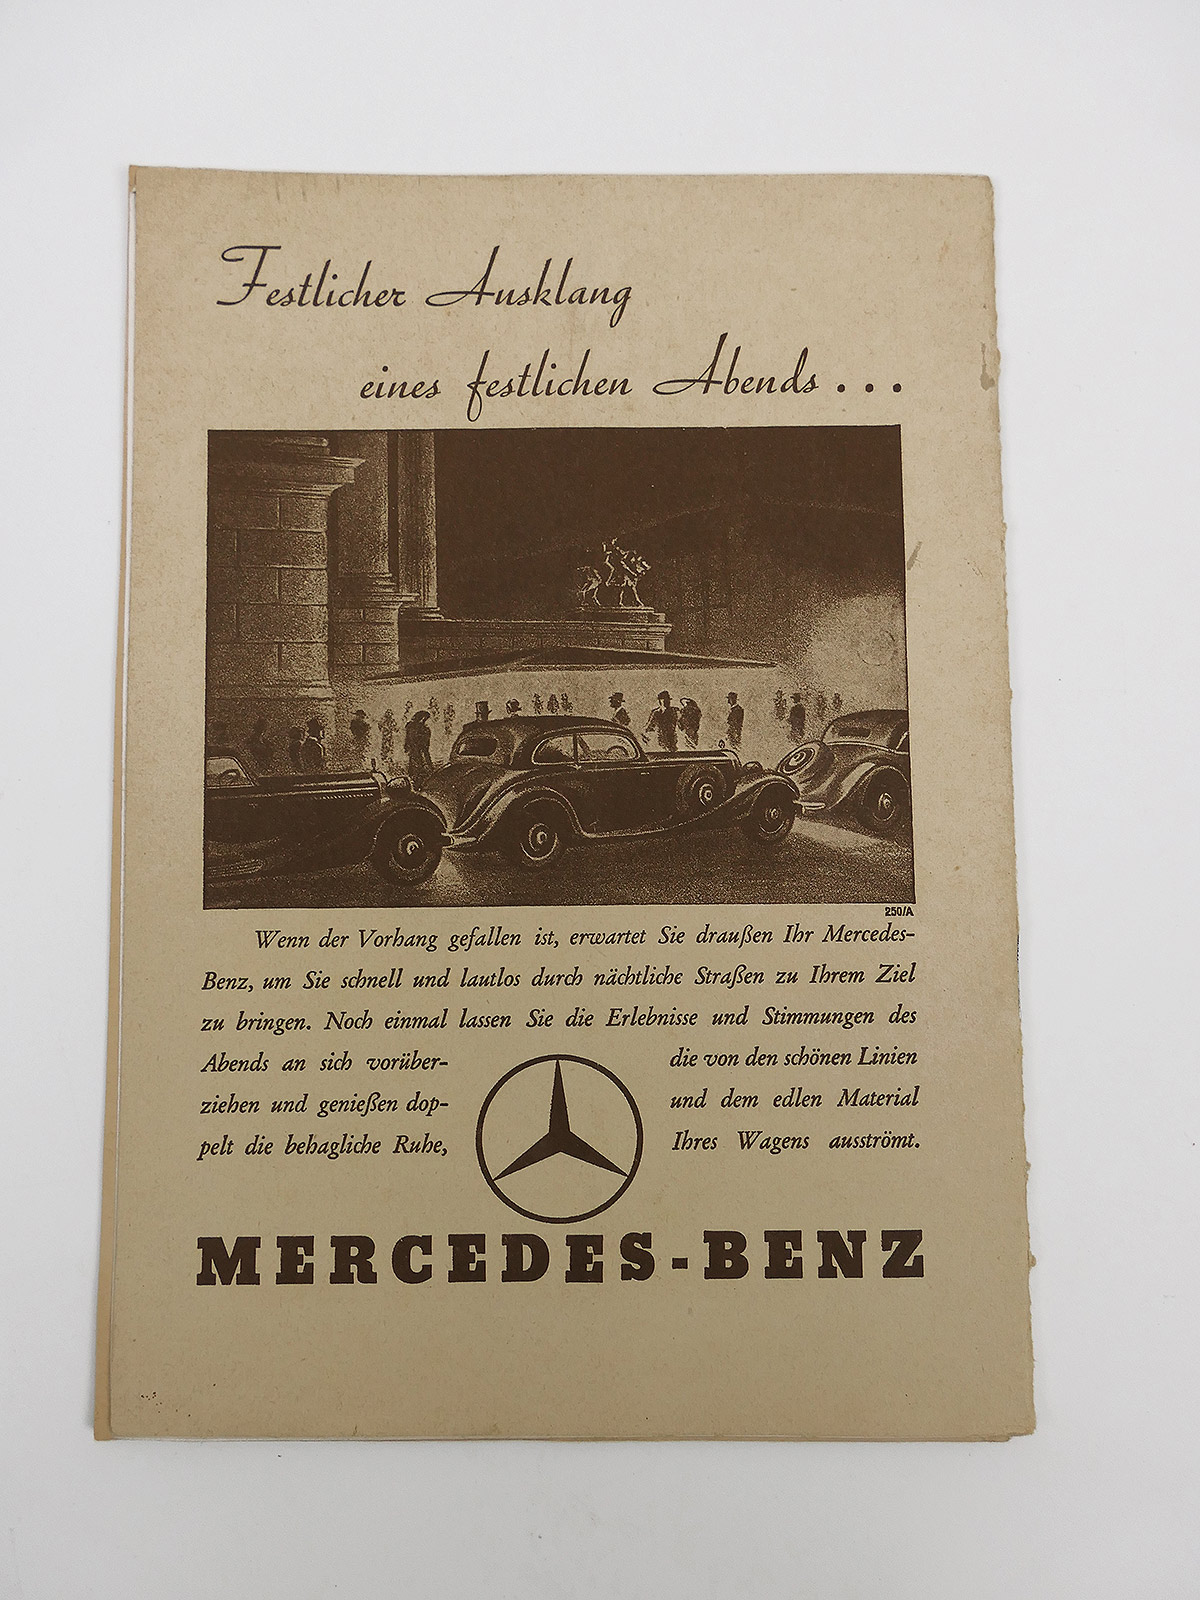 Festlicher Ausklang
eines festlichen Abends . . .
250/A
Wenn der Vorhang gefallen ist, erwartet Sie draußen Ihr Mercedes-
Benz, um Sie schnell und lautlos durch nächtliche Straßen zu Ihrem Ziel
zu bringen. Noch einmal lassen Sie die Erlebnisse und Stimmungen des
Abends an sich vorüber-
ziehen und genießen dop-
pelt die behagliche Ruhe,
die von den schönen Linien
und dem edlen Material
Ihres Wagens ausströmt.
MERCEDES-BENZ